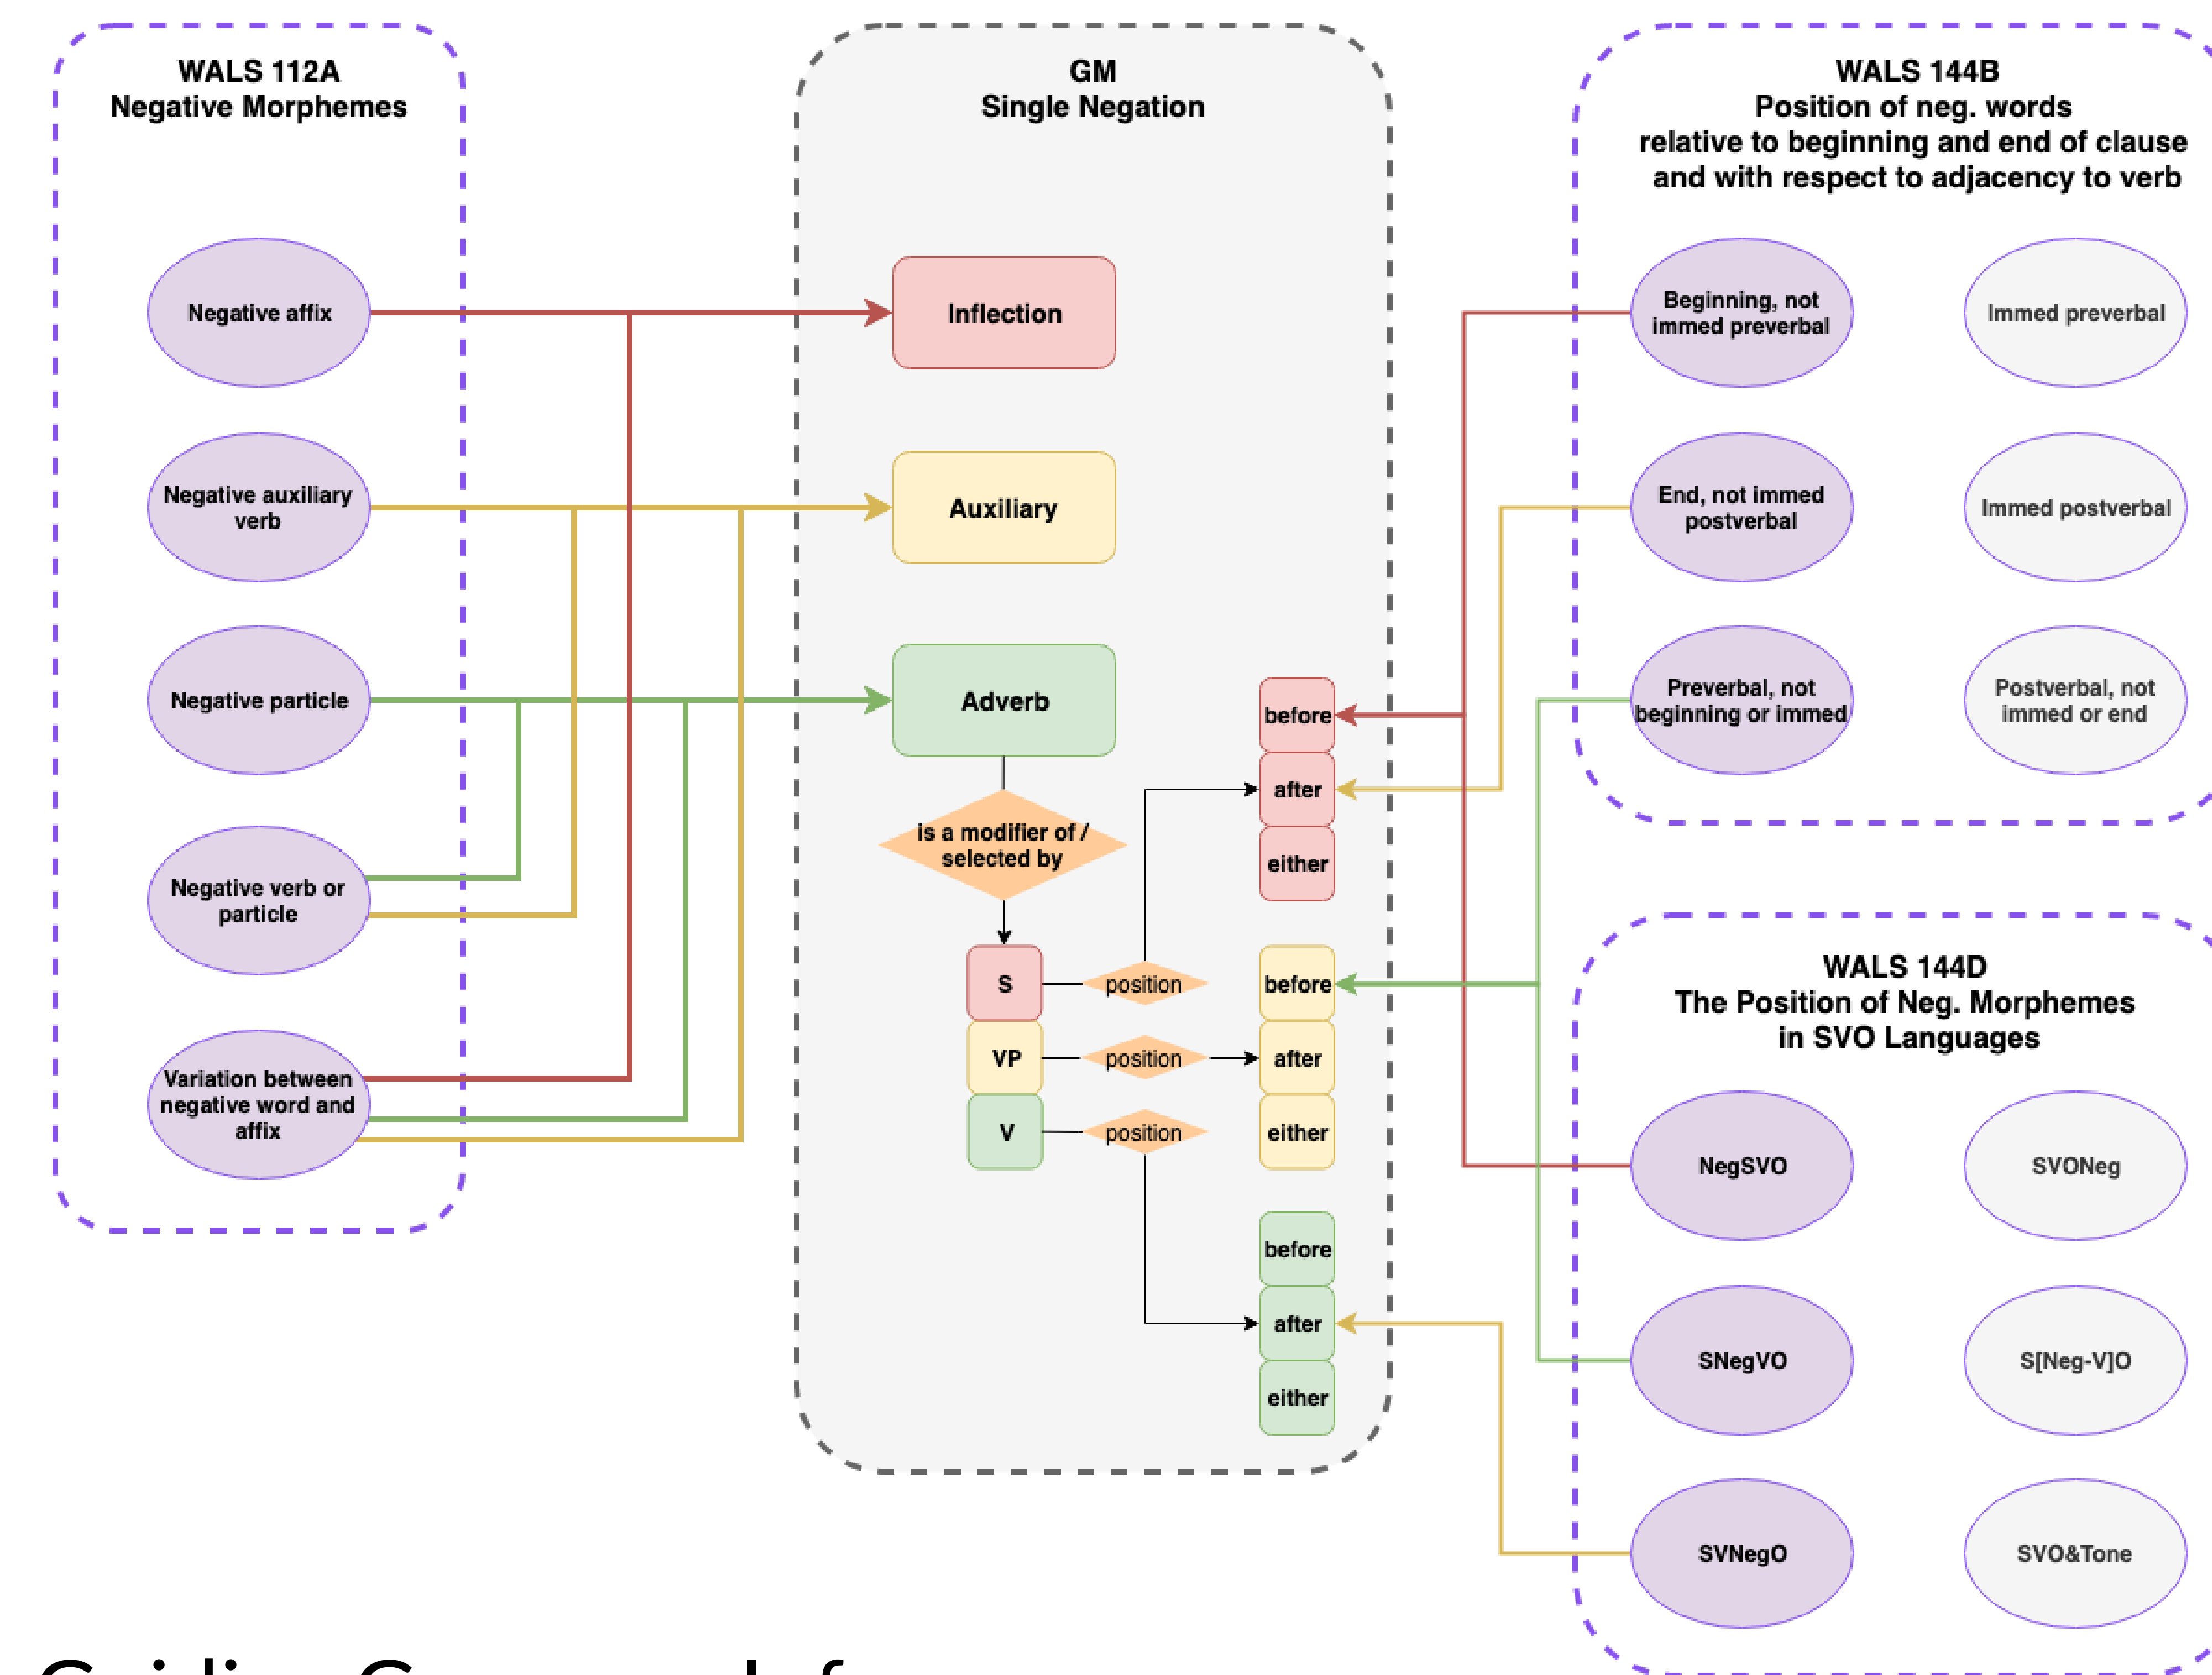 WALS 112A
Negative Morphemes
Negative affix
Negative auxiliary
verb
Negative particle
Negative verb or
particle
Variation between
negative word and
affix
GM
Single Negation
Inflection
Auxiliary
Adverb
is a modifier of /
selected by
S
VP
V
position
position
position
before
after
either
before
after
either
before
after
either
WALS 144B
Position of neg. words
relative to beginning and end of clause
and with respect to adjacency to verb
Beginning, not
immed preverbal
Immed preverbal
End, not immed
postverbal
Immed postverbal
Preverbal, not
beginning or immed
Postverbal, not
immed or end
WALS 144D
The Position of Neg. Morphemes
in SVO Languages
NegSVO
SVONeg
SNegVO
S[Neg-V]O
SVNegO
SVO&Tone